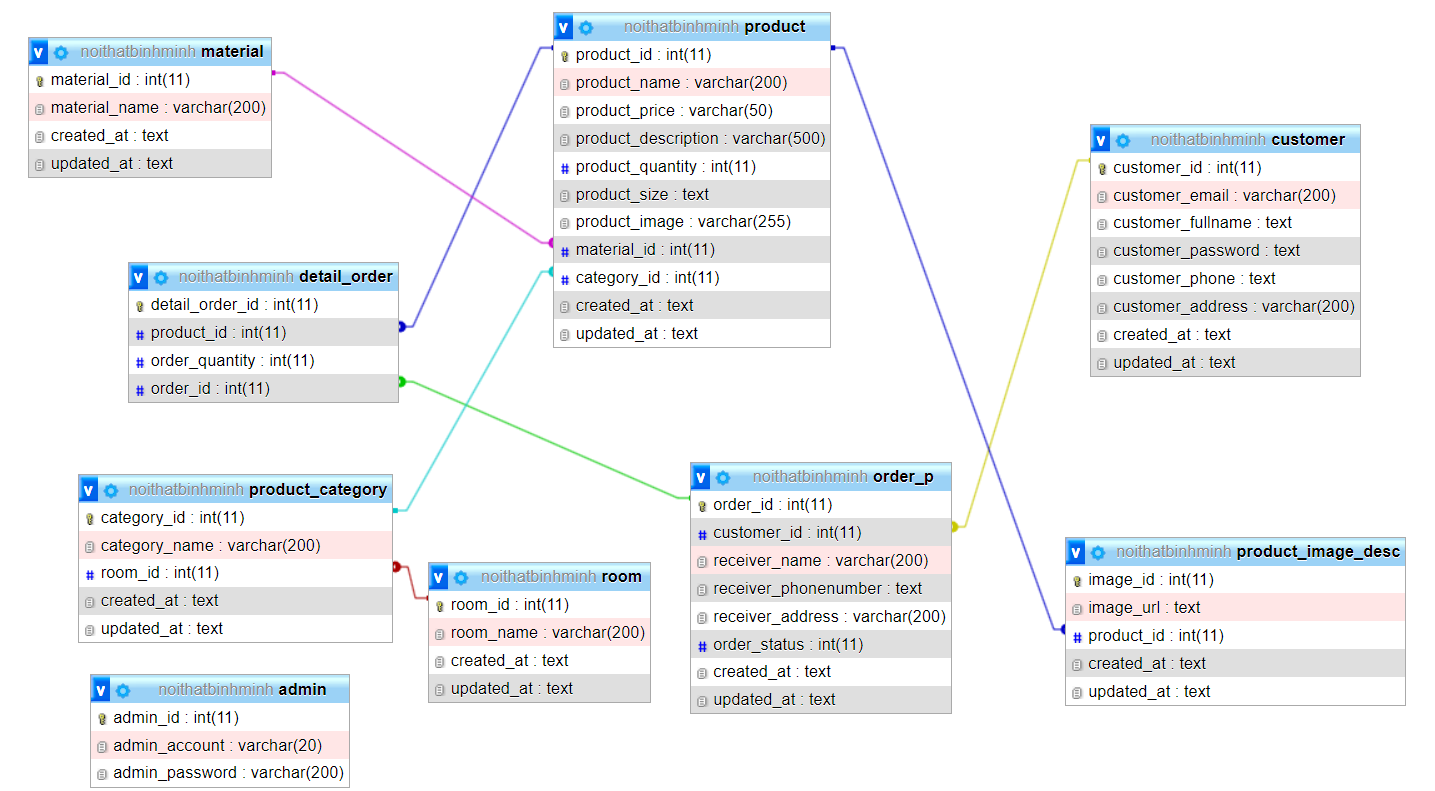 noithatbinhminh material
material_id : int(11)
material_name : varchar(200)
created_at : text
updated_at : text
noithatbinhminh product
product_id : int(11)
product_name : varchar(200)
product_price : varchar(50)
product_description : varchar(500)
product_quantity : int(11)
product_size : text
product_image : varchar(255)
material_id : int(11)
category_id : int(11)
created_at : text
updated_at : text
noithatbinhminh customer
customer_id : int(11)
customer_email : varchar(200)
customer_fullname : text
customer_password : text
customer_phone : text
customer_address : varchar(200)
created_at : text
updated_at : text
noithatbinhminh detail_order
detail_order_id : int(11)
product_id : int(11)
order_quantity : int(11)
order_id : int(11)
noithatbinhminh product_category
category_id : int(11)
category_name : varchar(200)
room_id : int(11)
created_at : text
updated_at : text
noithatbinhminh room
room_id : int(11)
room_name : varchar(200)
created_at : text
updated_at : text
noithatbinhminh order_p
order_id : int(11)
customer_id : int(11)
receiver_name : varchar(200)
receiver_phonenumber : text
receiver_address : varchar(200)
order_status : int(11)
created_at : text
updated_at : text
noithatbinhminh product_image_desc
image_id : int(11)
image_url : text
product_id : int(11)
created_at : text
updated_at : text
noithatbinhminh admin
admin_id : int(11)
admin_account : varchar(20)
admin_password : varchar(200)